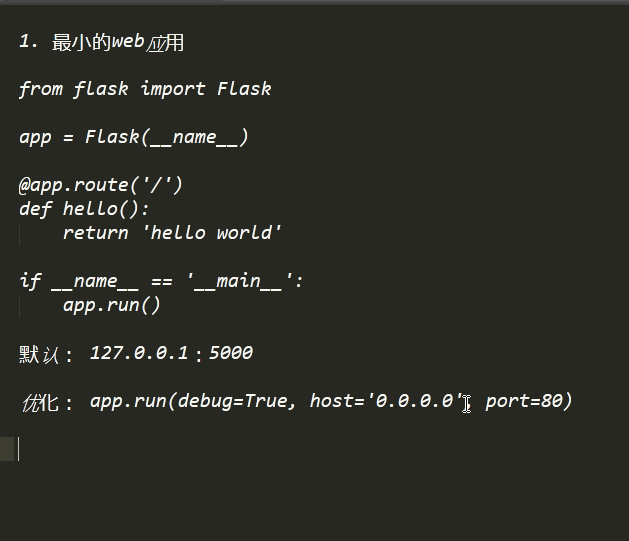 1. 最小的web应用
from flask import Flask
app = Flask(__name__)
@app.route('/')
def hello():
    return 'hello world'
if __name__ == '__main__':
    app.run()
默认： 127.0.0.1：5000
优化： app.run(debug=True, host='0.0.0.0', port=80)